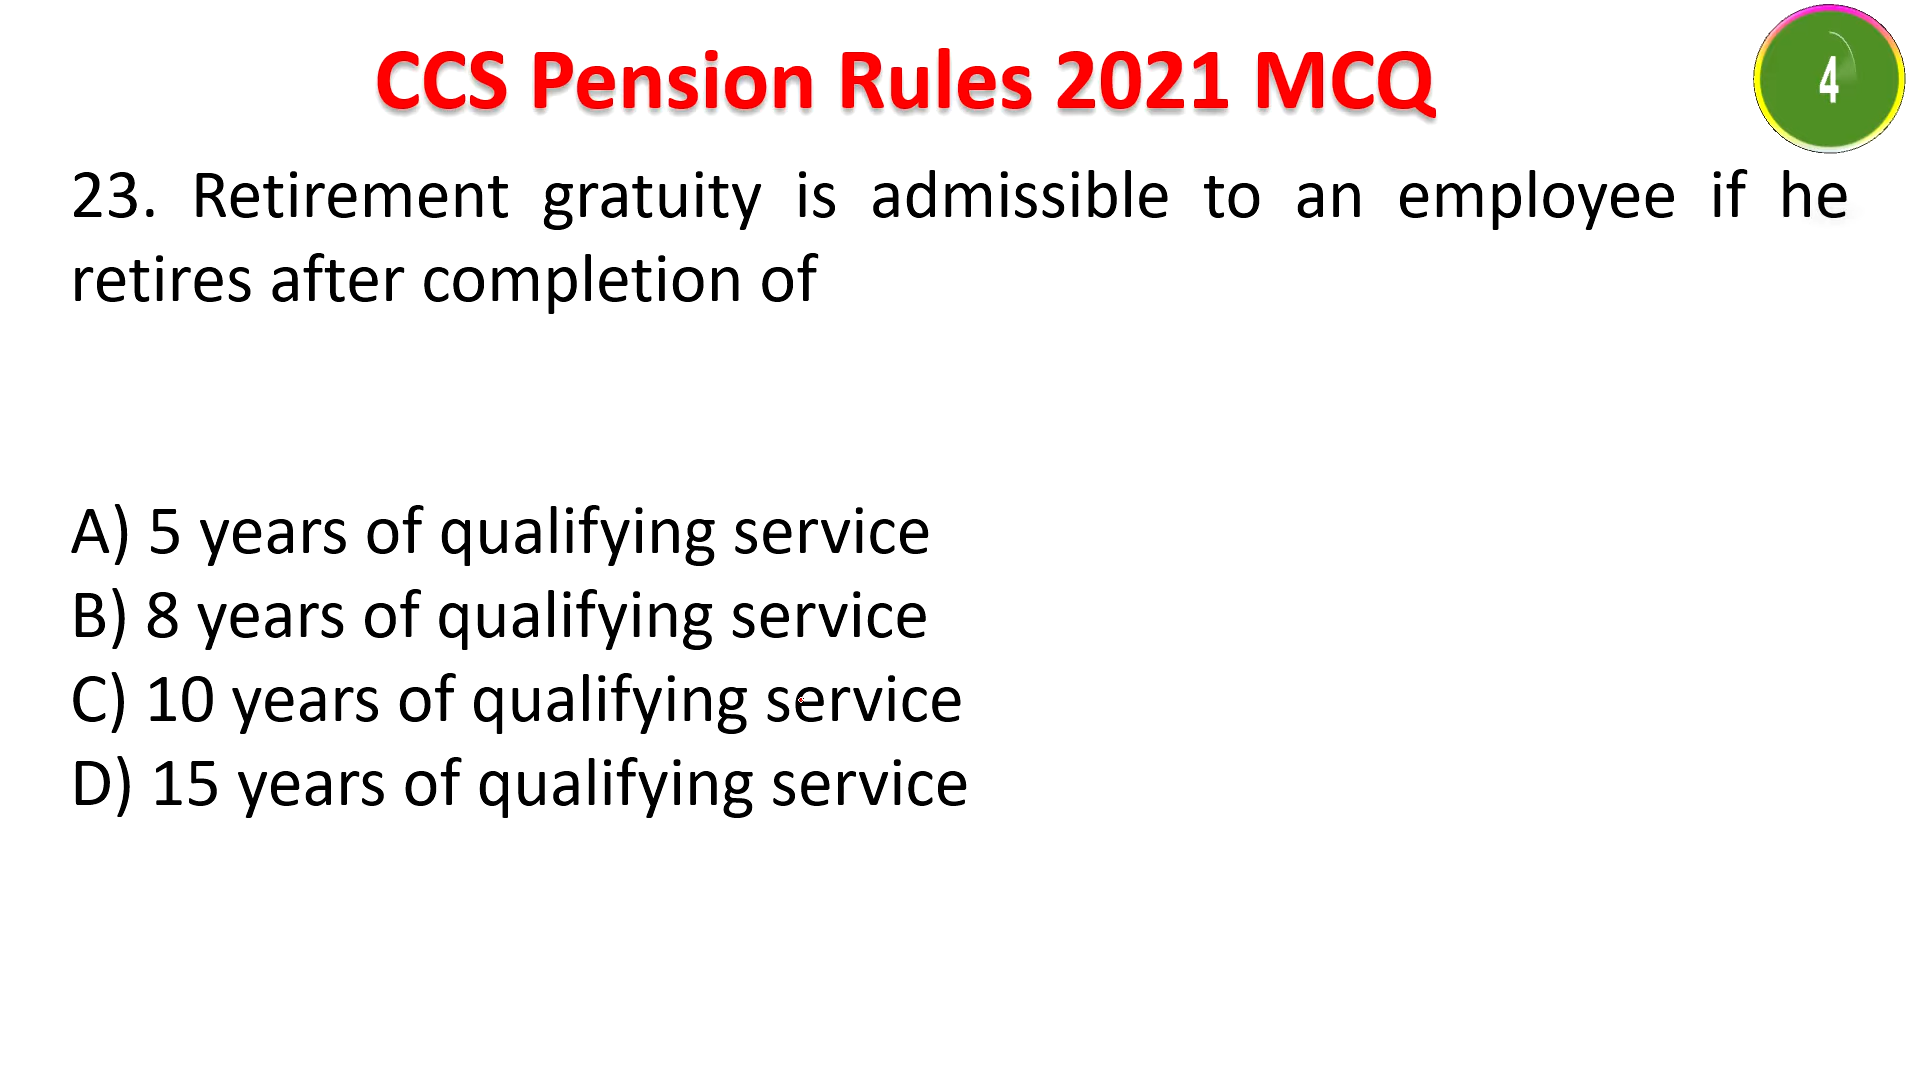 CCS Pension Rules 2021 MCQ
4
23. Retirement gratuity is admissible to an employee if he
retires after completion of
A) 5 years of qualifying service
B) 8 years of qualifying service
C) 10 years of qualifying service
D) 15 years of qualifying service